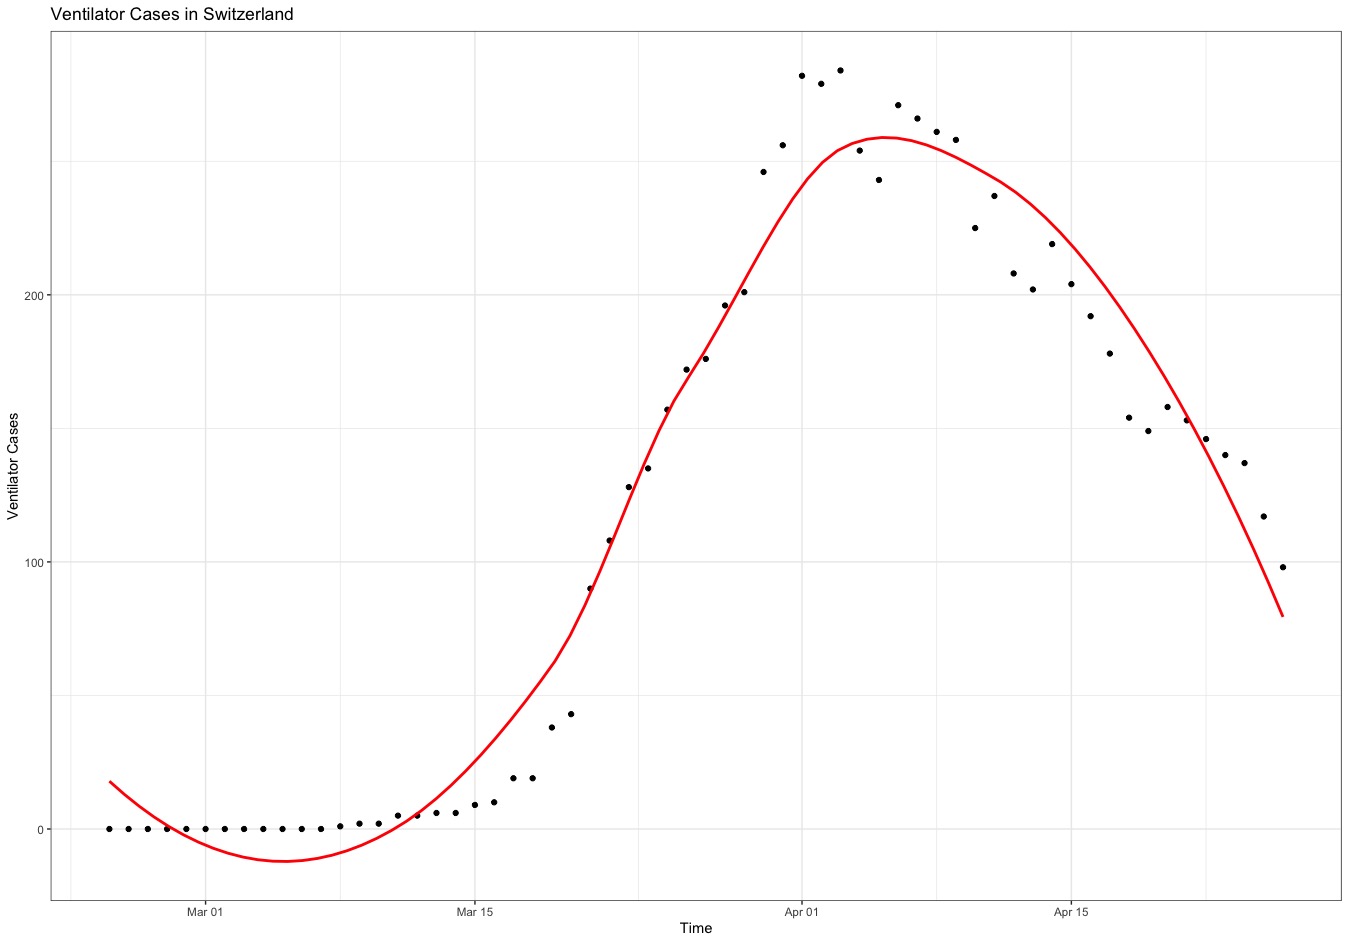 Ventilator Cases in Switzerland
Ventilator Cases
200
100
0
Mar 01
Mar 15
Apr 01
Apr 15
Time